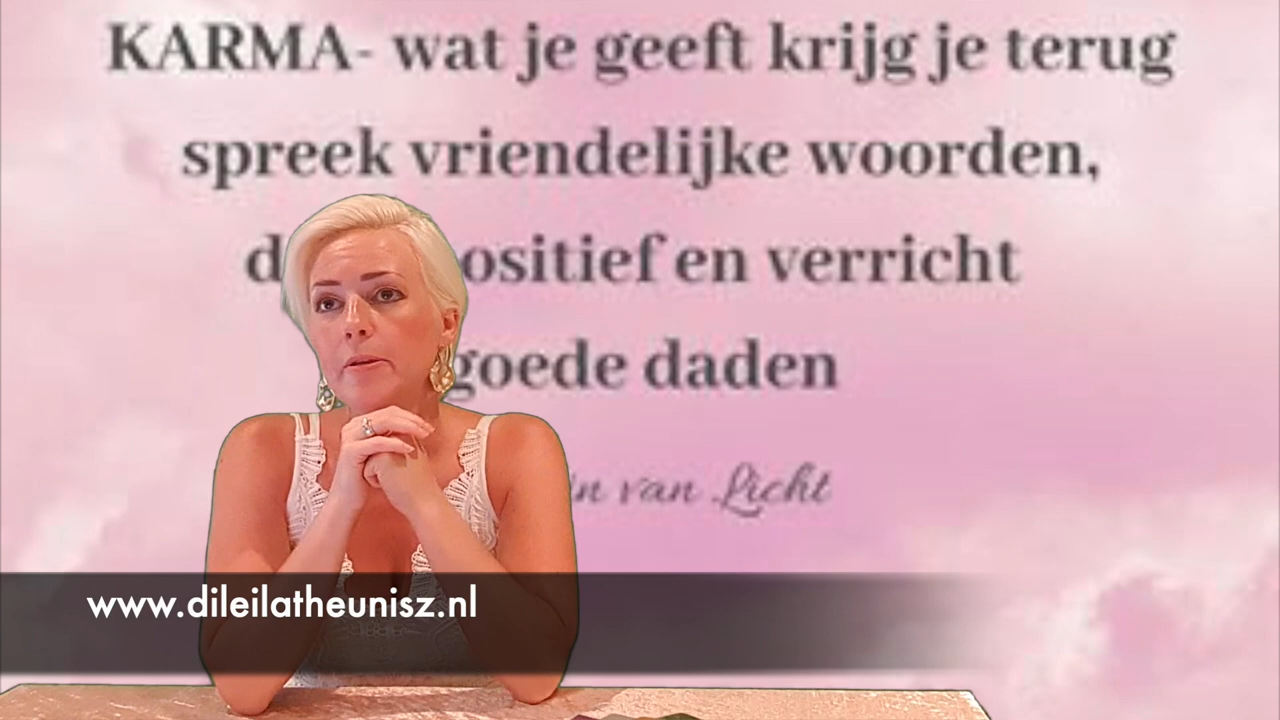 KARMA- wat je geeft krijg je terug
spreek vriendelijke woorden,
en verricht
goede daden
van Licht
www.dileilatheunisz.nl